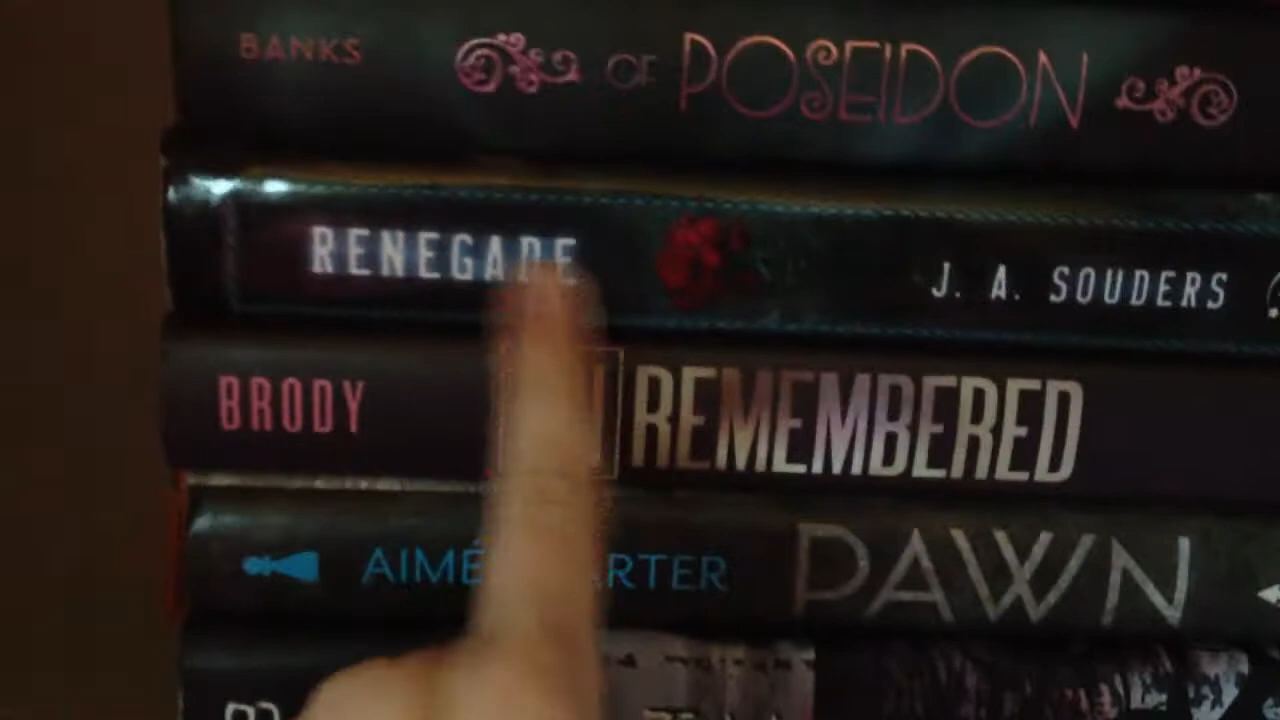 BANKS OF POSEIDON
RENEGADE J. A. SOUDERS
BRODY REMEMBERED
AIMÉ RTER PAWN